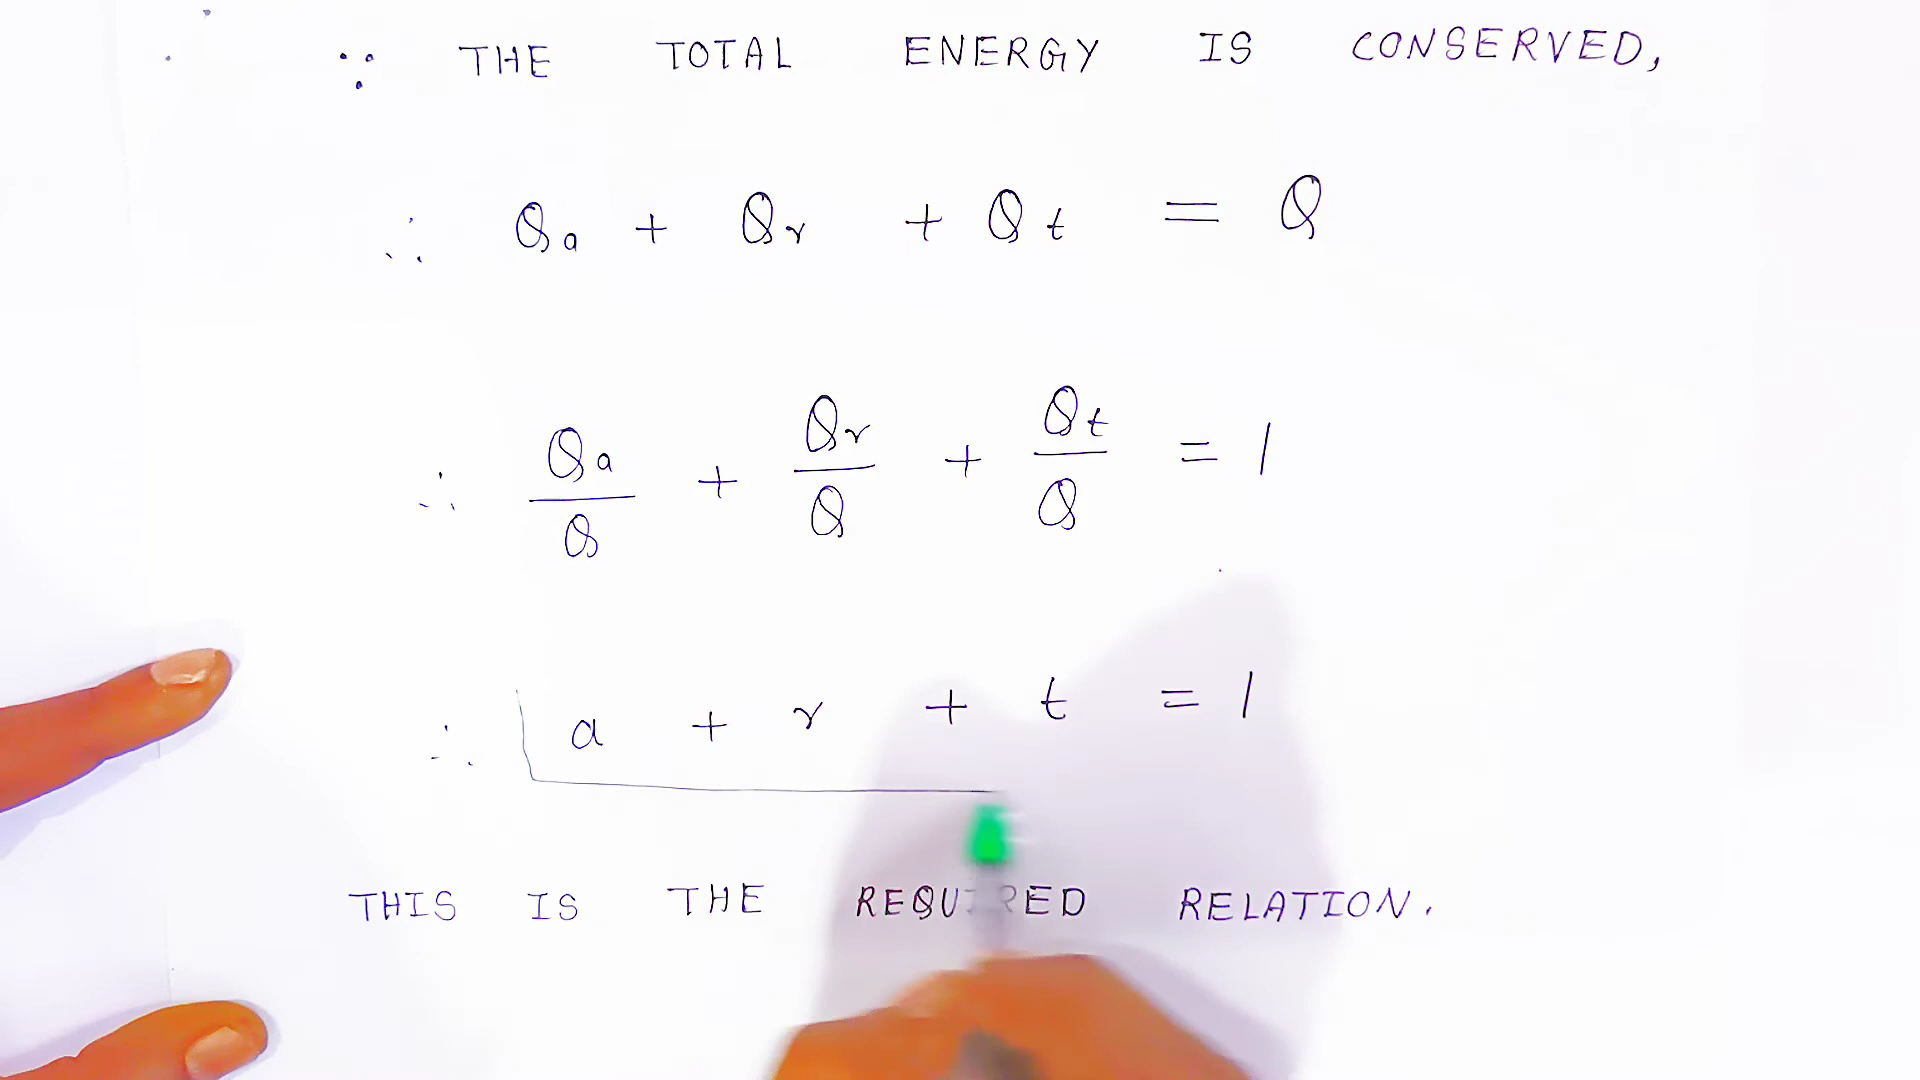 ∵ THE TOTAL ENERGY IS CONSERVED,
∴ Qa + Qr + Qt = Q
∴ Qa/Q + Qr/Q + Qt/Q = 1
∴ a + r + t = 1
THIS IS THE REQUIRED RELATION.